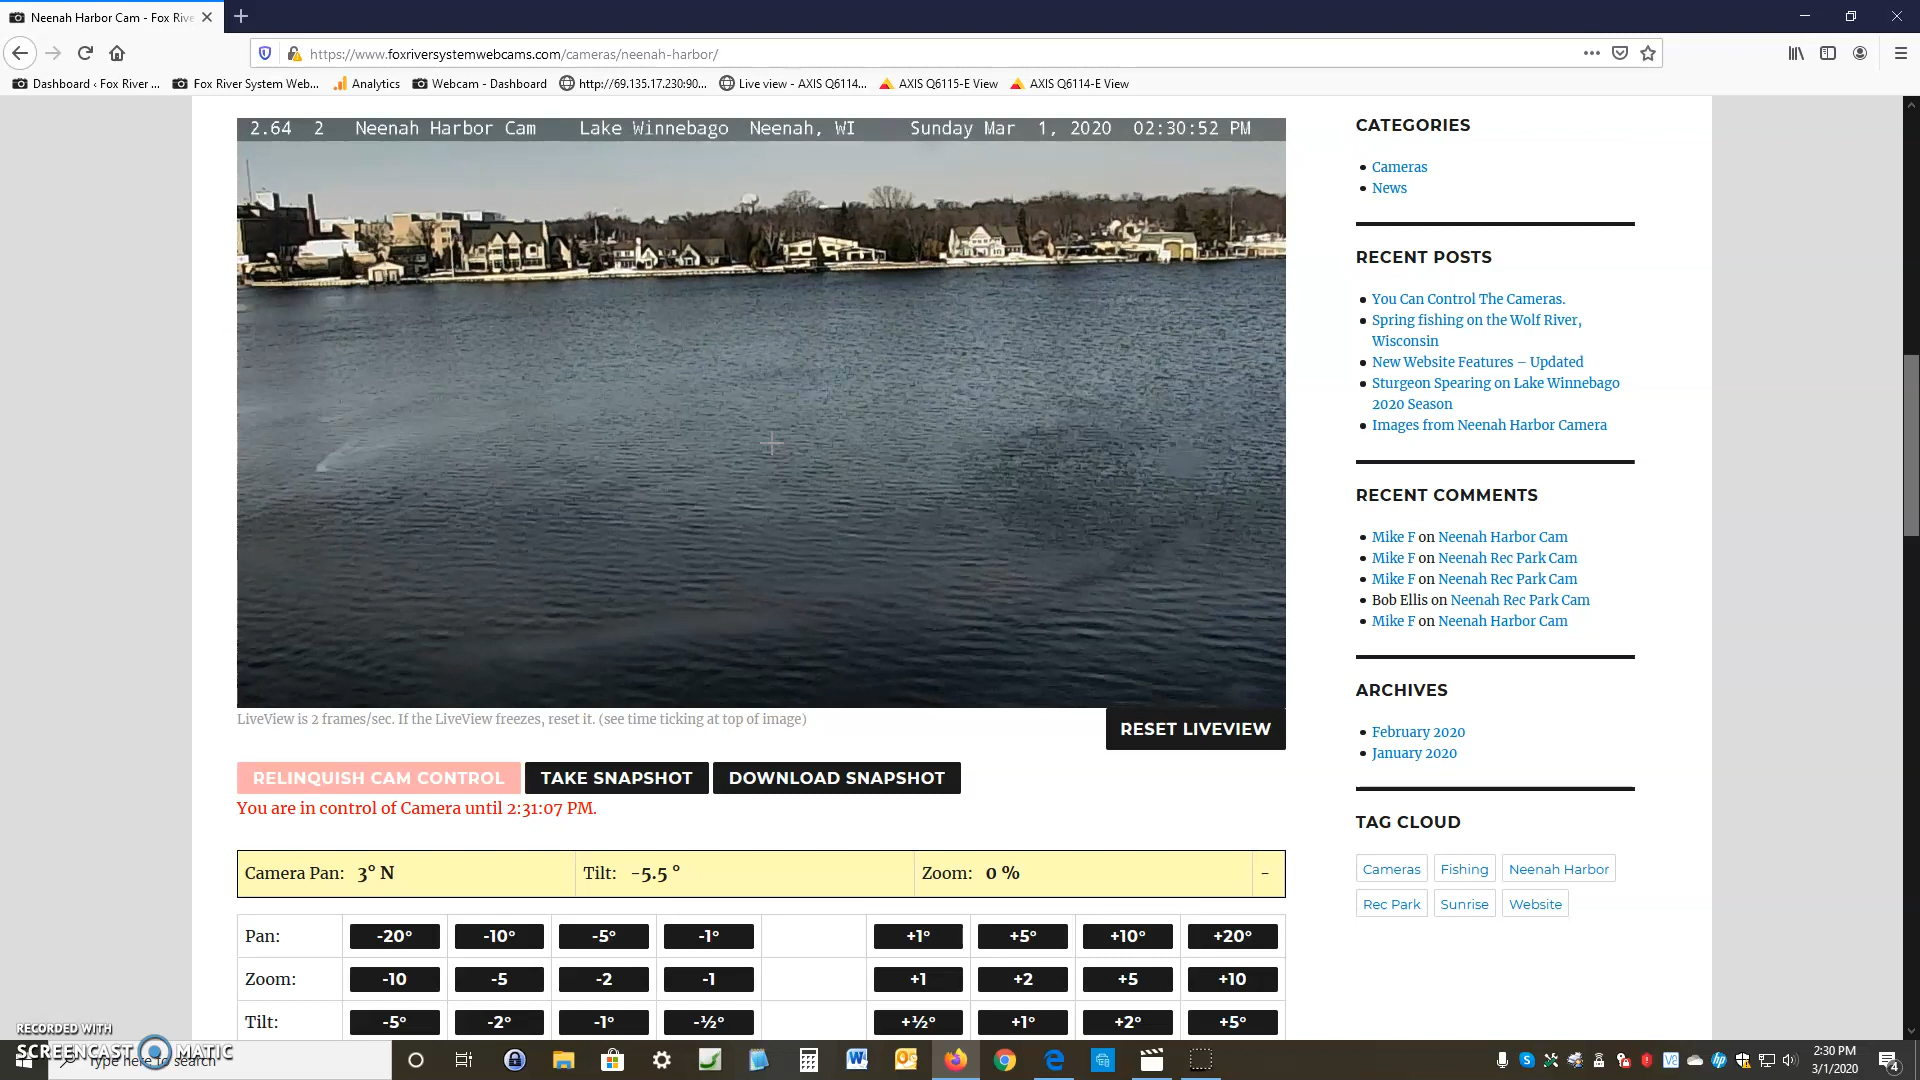 Neenah Harbor Cam - Fox Rive
https://www.foxriversystemwebcams.com/cameras/neenah-harbor/
Dashboard ‹ Fox River ... Fox River System Web... Analytics Webcam - Dashboard http://69.135.17.230:90... Live view - AXIS Q6114... AXIS Q6115-E View AXIS Q6114-E View
2.64 2 Neenah Harbor Cam Lake Winnebago Neenah, WI Sunday Mar 1, 2020 02:30:52 PM
LiveView is 2 frames/sec. If the LiveView freezes, reset it. (see time ticking at top of image)
RESET LIVEVIEW
RELINQUISH CAM CONTROL TAKE SNAPSHOT DOWNLOAD SNAPSHOT
You are in control of Camera until 2:31:07 PM.
Camera Pan: 3° N Tilt: -5.5 ° Zoom: 0 % -
Pan: -20° -10° -5° -1° +1° +5° +10° +20°
Zoom: -10 -5 -2 -1 +1 +2 +5 +10
Tilt: -5° -2° -1° -½° +½° +1° +2° +5°
CATEGORIES
Cameras
News
RECENT POSTS
You Can Control The Cameras.
Spring fishing on the Wolf River,
Wisconsin
New Website Features – Updated
Sturgeon Spearing on Lake Winnebago
2020 Season
Images from Neenah Harbor Camera
RECENT COMMENTS
Mike F on Neenah Harbor Cam
Mike F on Neenah Rec Park Cam
Mike F on Neenah Rec Park Cam
Bob Ellis on Neenah Rec Park Cam
Mike F on Neenah Harbor Cam
ARCHIVES
February 2020
January 2020
TAG CLOUD
Cameras Fishing Neenah Harbor
Rec Park Sunrise Website
RECORDED WITH
SCREENCAST MATIC
Type here to search
2:30 PM
3/1/2020
4